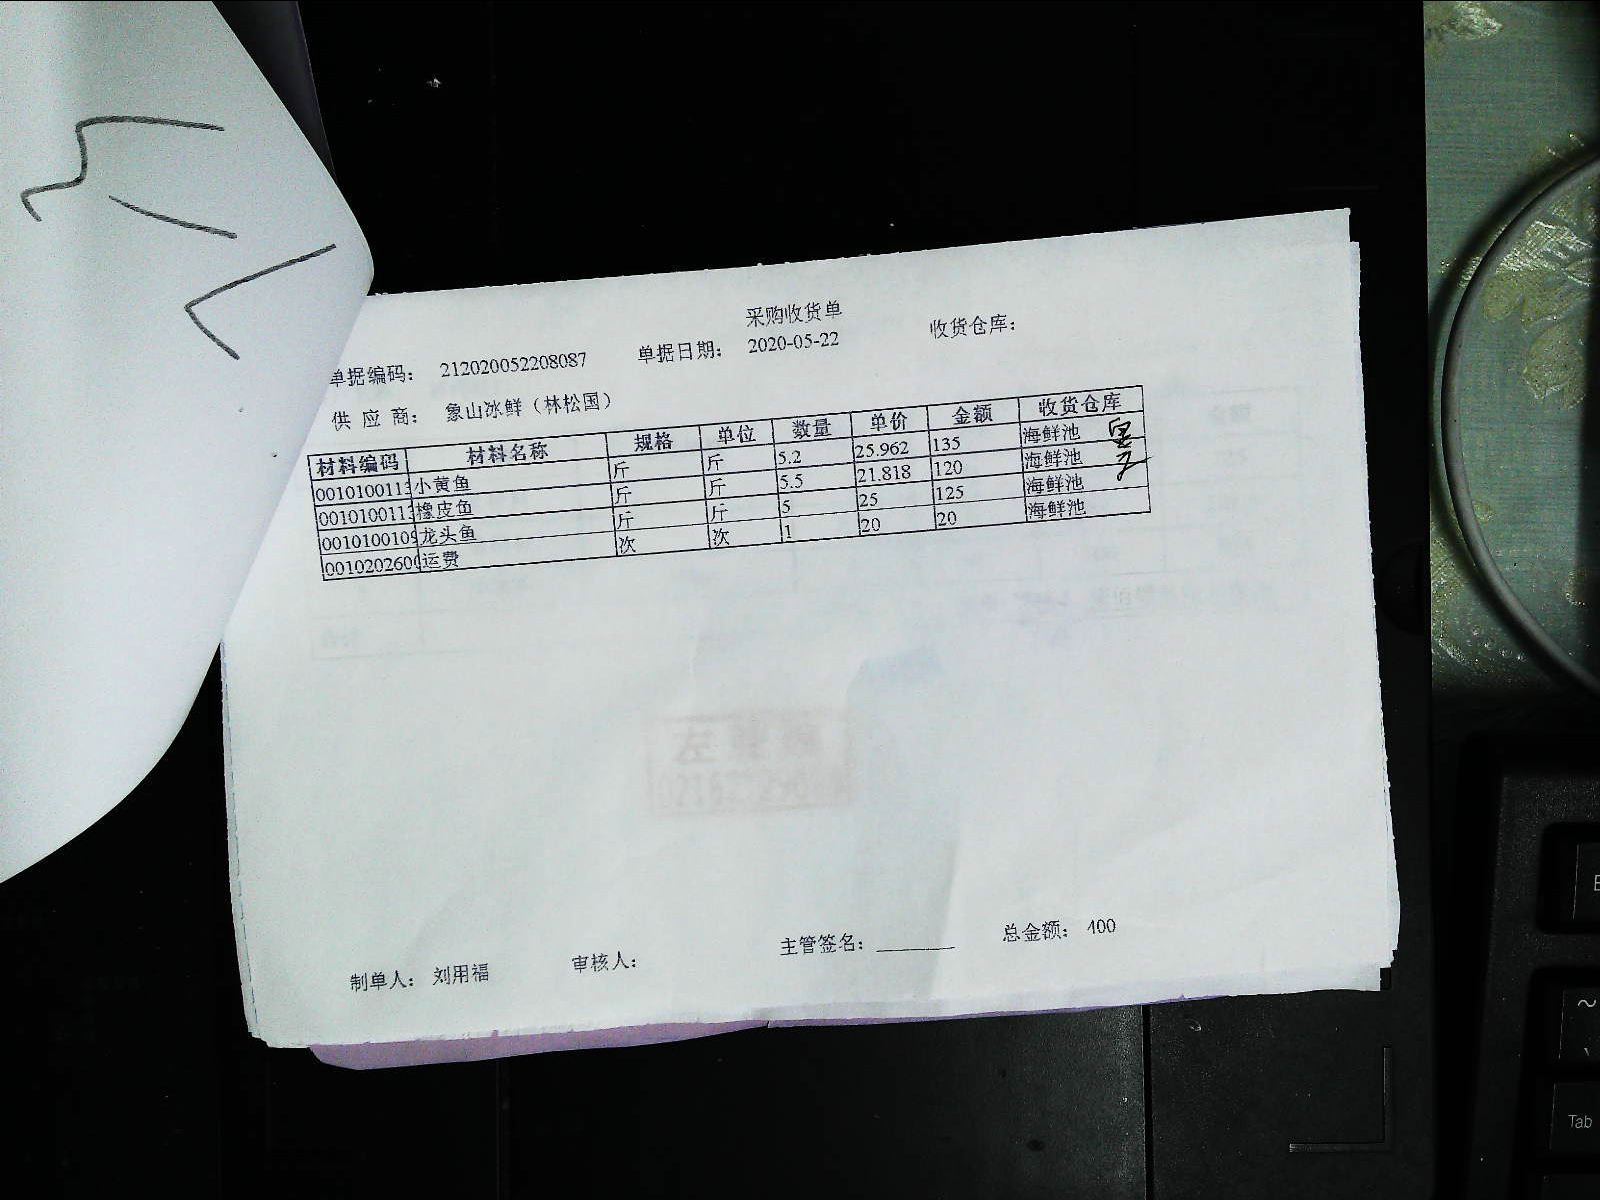 采购收货单
单据编码: 212020052208087 单据日期: 2020-05-22 收货仓库:
供 应 商: 象山冰鲜（林松国）
材料编码 材料名称 规格 单位 数量 单价 金额 收货仓库
0010100113 小黄鱼 斤 斤 5.2 25.962 135 海鲜池
0010100113 橡皮鱼 斤 斤 5.5 21.818 120 海鲜池
0010100109 龙头鱼 斤 斤 5 25 125 海鲜池
0010202600 运费 次 次 1 20 20 海鲜池
制单人: 刘用福 审核人: 主管签名: 总金额: 400
Tab